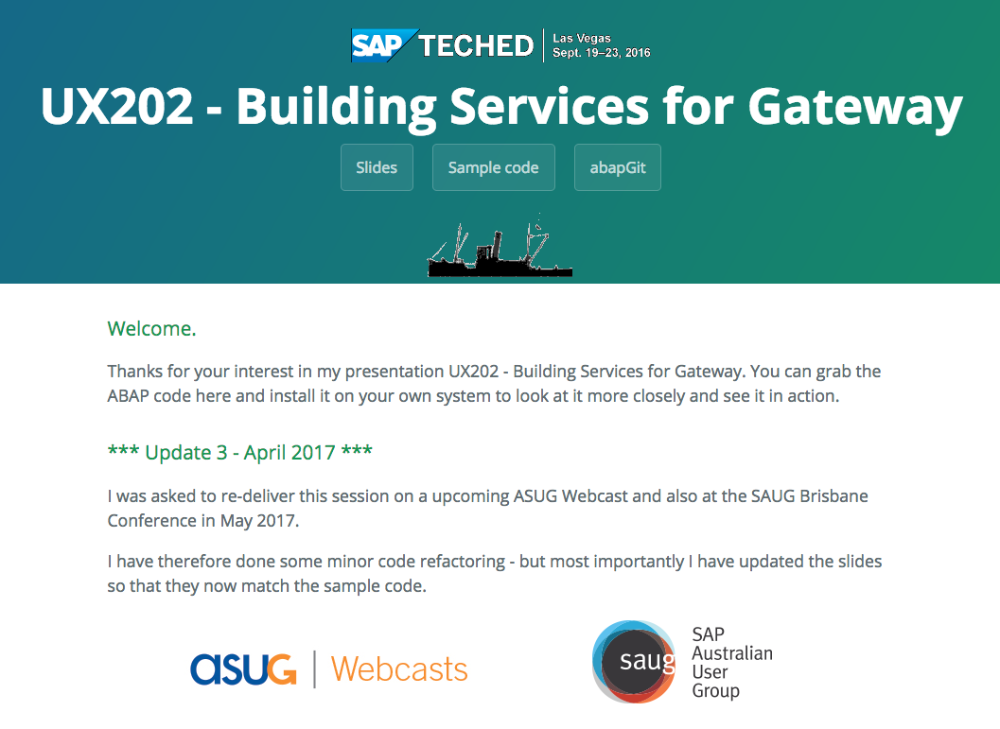 SAP TECHED
Las Vegas
Sept. 19–23, 2016
UX202 - Building Services for Gateway
Slides
Sample code
abapGit
Welcome.
Thanks for your interest in my presentation UX202 - Building Services for Gateway. You can grab the
ABAP code here and install it on your own system to look at it more closely and see it in action.
*** Update 3 - April 2017 ***
I was asked to re-deliver this session on a upcoming ASUG Webcast and also at the SAUG Brisbane
Conference in May 2017.
I have therefore done some minor code refactoring - but most importantly I have updated the slides
so that they now match the sample code.
asuG | Webcasts
saug
SAP
Australian
User
Group